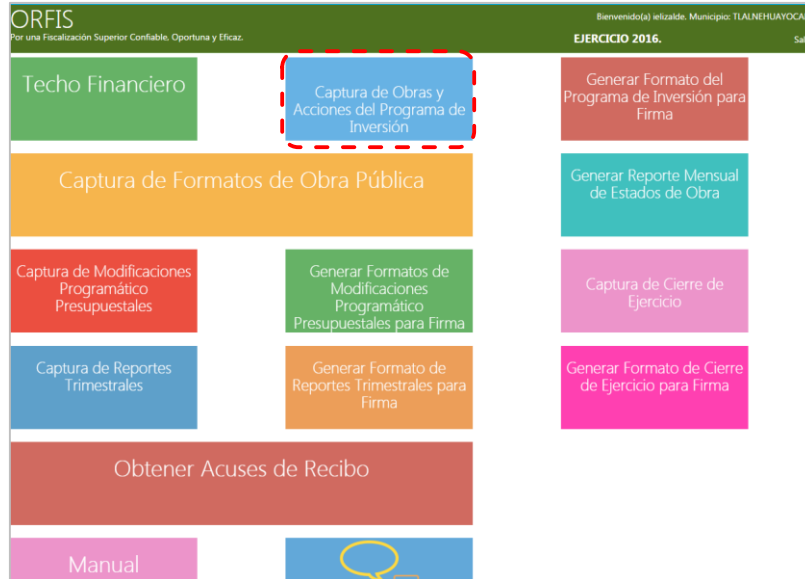 ORFIS
Por una Fiscalización Superior Confiable, Oportuna y Eficaz.
Bienvenido(a) ielizalde. Municipio: TLALNEHUAYOCA
EJERCICIO 2016.
Sal
Techo Financiero
Captura de Obras y
Acciones del Programa de
Inversión
Generar Formato del
Programa de Inversión para
Firma
Captura de Formatos de Obra Pública
Generar Reporte Mensual
de Estados de Obra
Captura de Modificaciones
Programático
Presupuestales
Generar Formatos de
Modificaciones
Programático
Presupuestales para Firma
Captura de Cierre de
Ejercicio
Captura de Reportes
Trimestrales
Generar Formato de
Reportes Trimestrales para
Firma
Generar Formato de Cierre
de Ejercicio para Firma
Obtener Acuses de Recibo
Manual